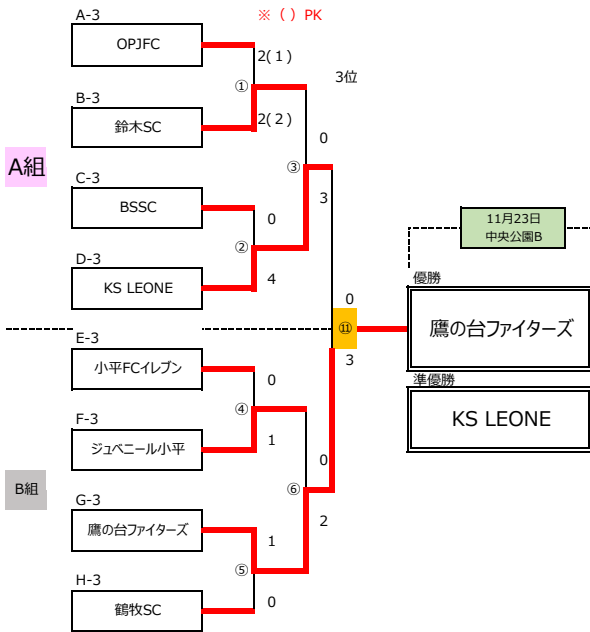 ※（ ）PK
A-3
OPJFC
2(1)
①
3位
B-3
鈴木SC
2(2)
0
A組
③
C-3
BSSC
3
0
11月23日
中央公園B
②
D-3
KS LEONE
4
優勝
0
鷹の台ファイターズ
⑪
E-3
小平FCイレブン
3
0
準優勝
KS LEONE
④
F-3
ジュベニール小平
1
0
B組
⑥
G-3
鷹の台ファイターズ
2
1
⑤
H-3
鶴牧SC
0